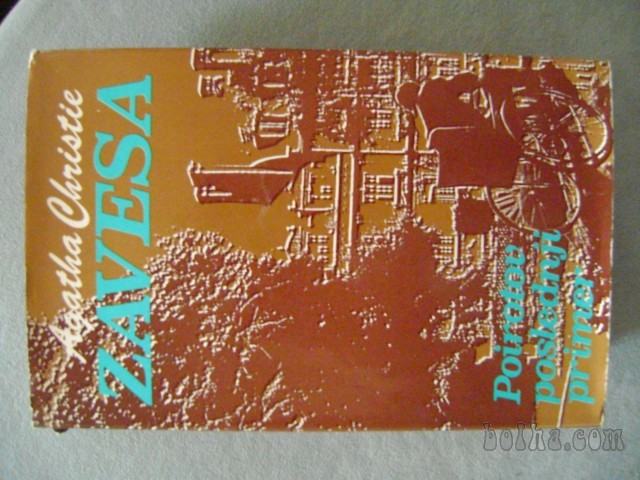 Agatha Christie
ZAVESA
Poirotov
poslednji
primer
bolha.com